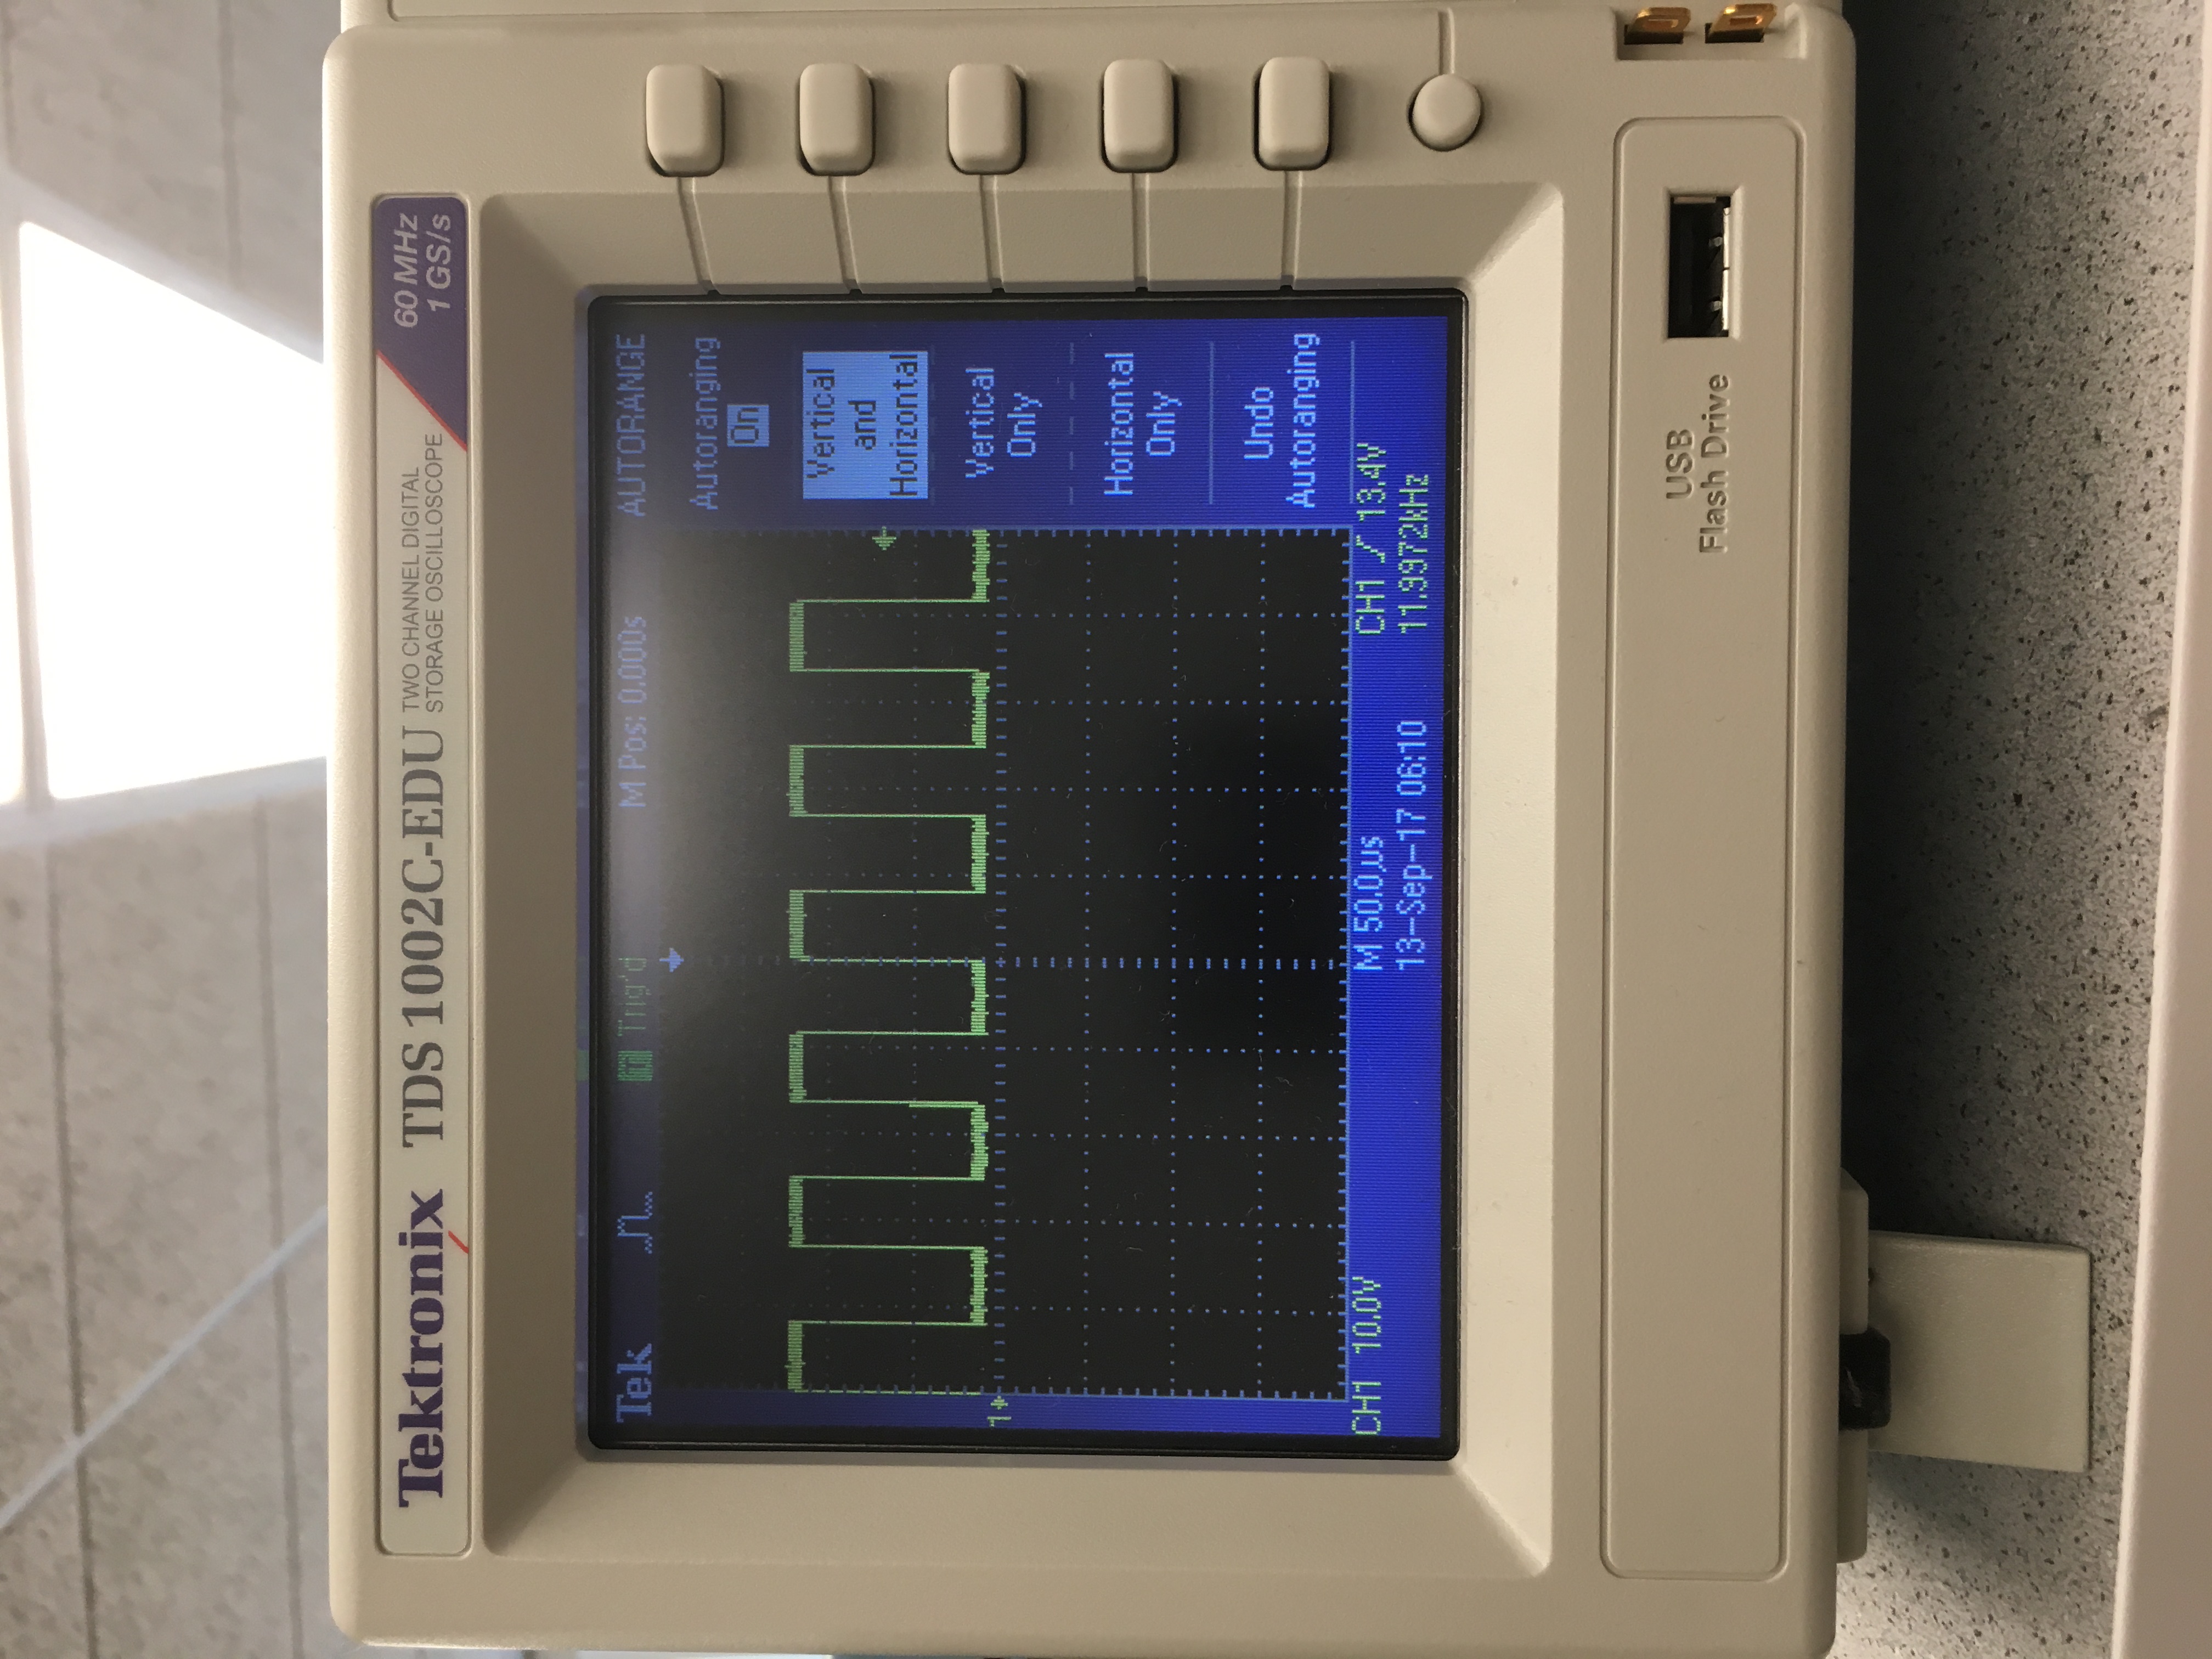 Tektronix TDS 1002C-EDU TWO CHANNEL DIGITAL STORAGE OSCILLOSCOPE
60 MHz
1 GS/s
Tek Trig'd M Pos: 0.000s AUTORANGE
Autoranging
On
Vertical
and
Horizontal
Vertical
Only
Horizontal
Only
Undo
Autoranging
1
CH1 10.0V M 50.0µs CH1 13.4V
13-Sep-17 06:10 11.9972kHz
USB
Flash Drive